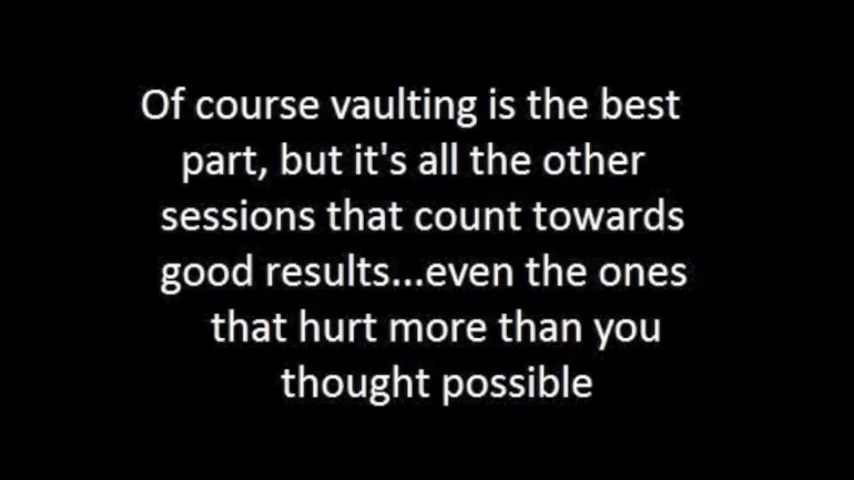 Of course vaulting is the best
part, but it's all the other
sessions that count towards
good results...even the ones
that hurt more than you
thought possible